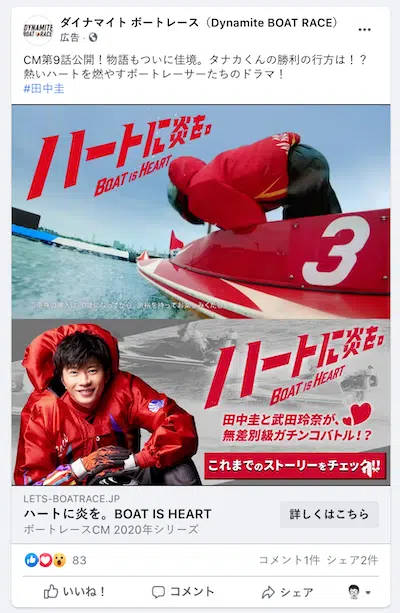 DYNAMITE
BOAT RACE
ダイナマイト ボートレース（Dynamite BOAT RACE）
広告・
CM第9話公開！物語もついに佳境。タナカくんの勝利の行方は！？
熱いハートを燃やすボートレーサーたちのドラマ！
#田中圭
ハートに炎を。
BOAT IS HEART
3
ハートに炎を。
BOAT IS HEART
田中圭と武田玲奈が、
無差別級ガチンコバトル！？
これまでのストーリーをチェック!!
LETS-BOATRACE.JP
ハートに炎を。BOAT IS HEART
ボートレースCM 2020年シリーズ
詳しくはこちら
83
コメント1件 シェア2件
いいね！
コメント
シェア